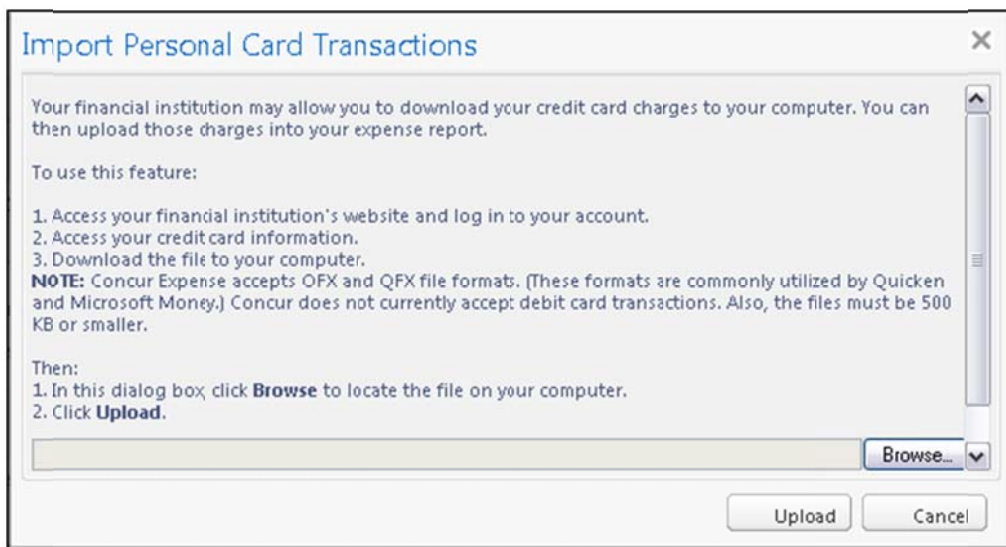 Import Personal Card Transactions
Your financial institution may allow you to download your credit card charges to your computer. You can
then upload those charges into your expense report.
To use this feature:
1. Access your financial institution's website and log in to your account.
2. Access your credit card information.
3. Download the file to your computer.
NOTE: Concur Expense accepts OFX and QFX file formats. (These formats are commonly utilized by Quicken
and Microsoft Money.) Concur does not currently accept debit card transactions. Also, the files must be 500
KB or smaller.
Then:
1. In this dialog box, click Browse to locate the file on your computer.
2. Click Upload.
Browse...
Upload Cancel